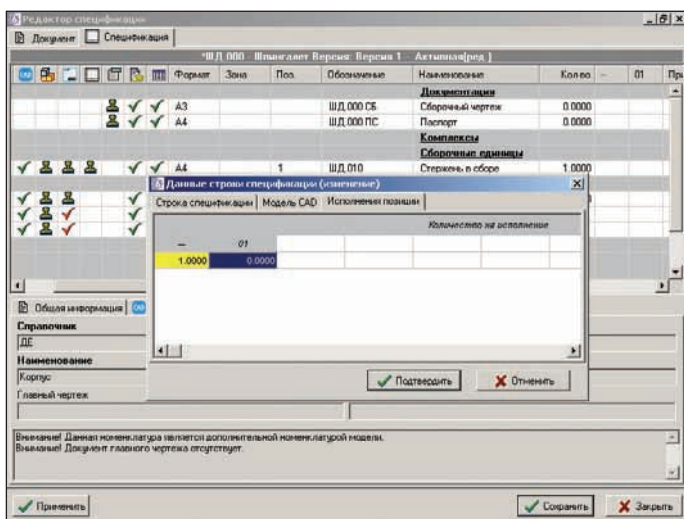 Редактор спецификации
Документ Спецификация
*ШД.000 - Шпингалет Версия: Версия 1 - Активная(ред.)
Формат Зона Поз. Обозначение Наименование Кол-во -- 01
Документация
А3 ШД.000 СБ Сборочный чертеж 0.0000
А4 ШД.000 ПС Паспорт 0.0000
Комплексы
Сборочные единицы
А4 1 ШД.010 Стержень в сборе 1.0000
Данные строки спецификации (изменение)
Строка спецификации Модель CAD Исполнения позиции
Количество на исполнение
-- 01
1.0000 0.0000
Подтвердить Отменить
Общая информация
Справочник
ДЕ
Наименование
Корпус
Главный чертеж
Внимание! Данная номенклатура является дополнительной номенклатурой модели.
Внимание! Документ главного чертежа отсутствует.
Применить Сохранить Закрыть